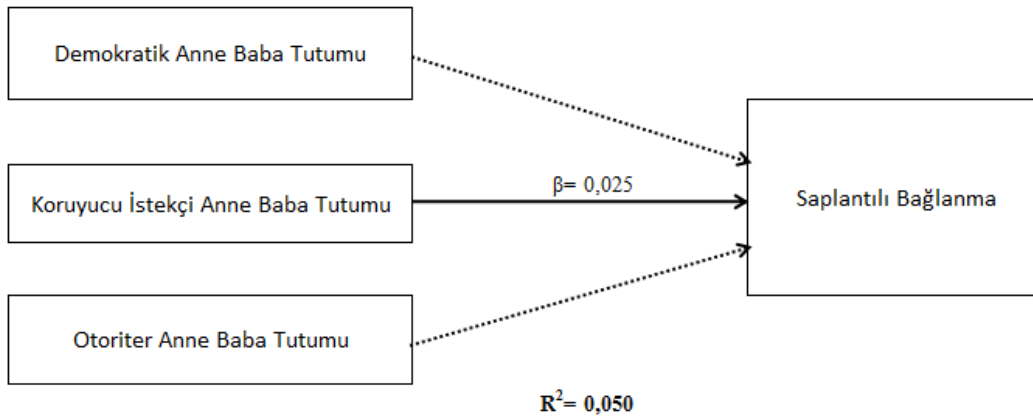 Demokratik Anne Baba Tutumu
Koruyucu İstekçi Anne Baba Tutumu
β= 0,025
Saplantılı Bağlanma
Otoriter Anne Baba Tutumu
R²= 0,050